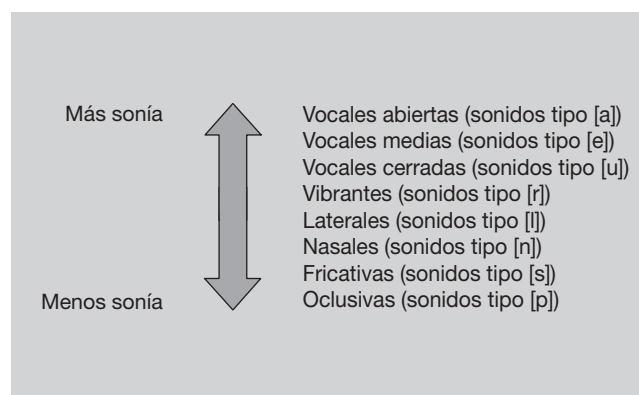 Más sonía
Vocales abiertas (sonidos tipo [a])
Vocales medias (sonidos tipo [e])
Vocales cerradas (sonidos tipo [u])
Vibrantes (sonidos tipo [r])
Laterales (sonidos tipo [l])
Nasales (sonidos tipo [n])
Fricativas (sonidos tipo [s])
Menos sonía
Oclusivas (sonidos tipo [p])